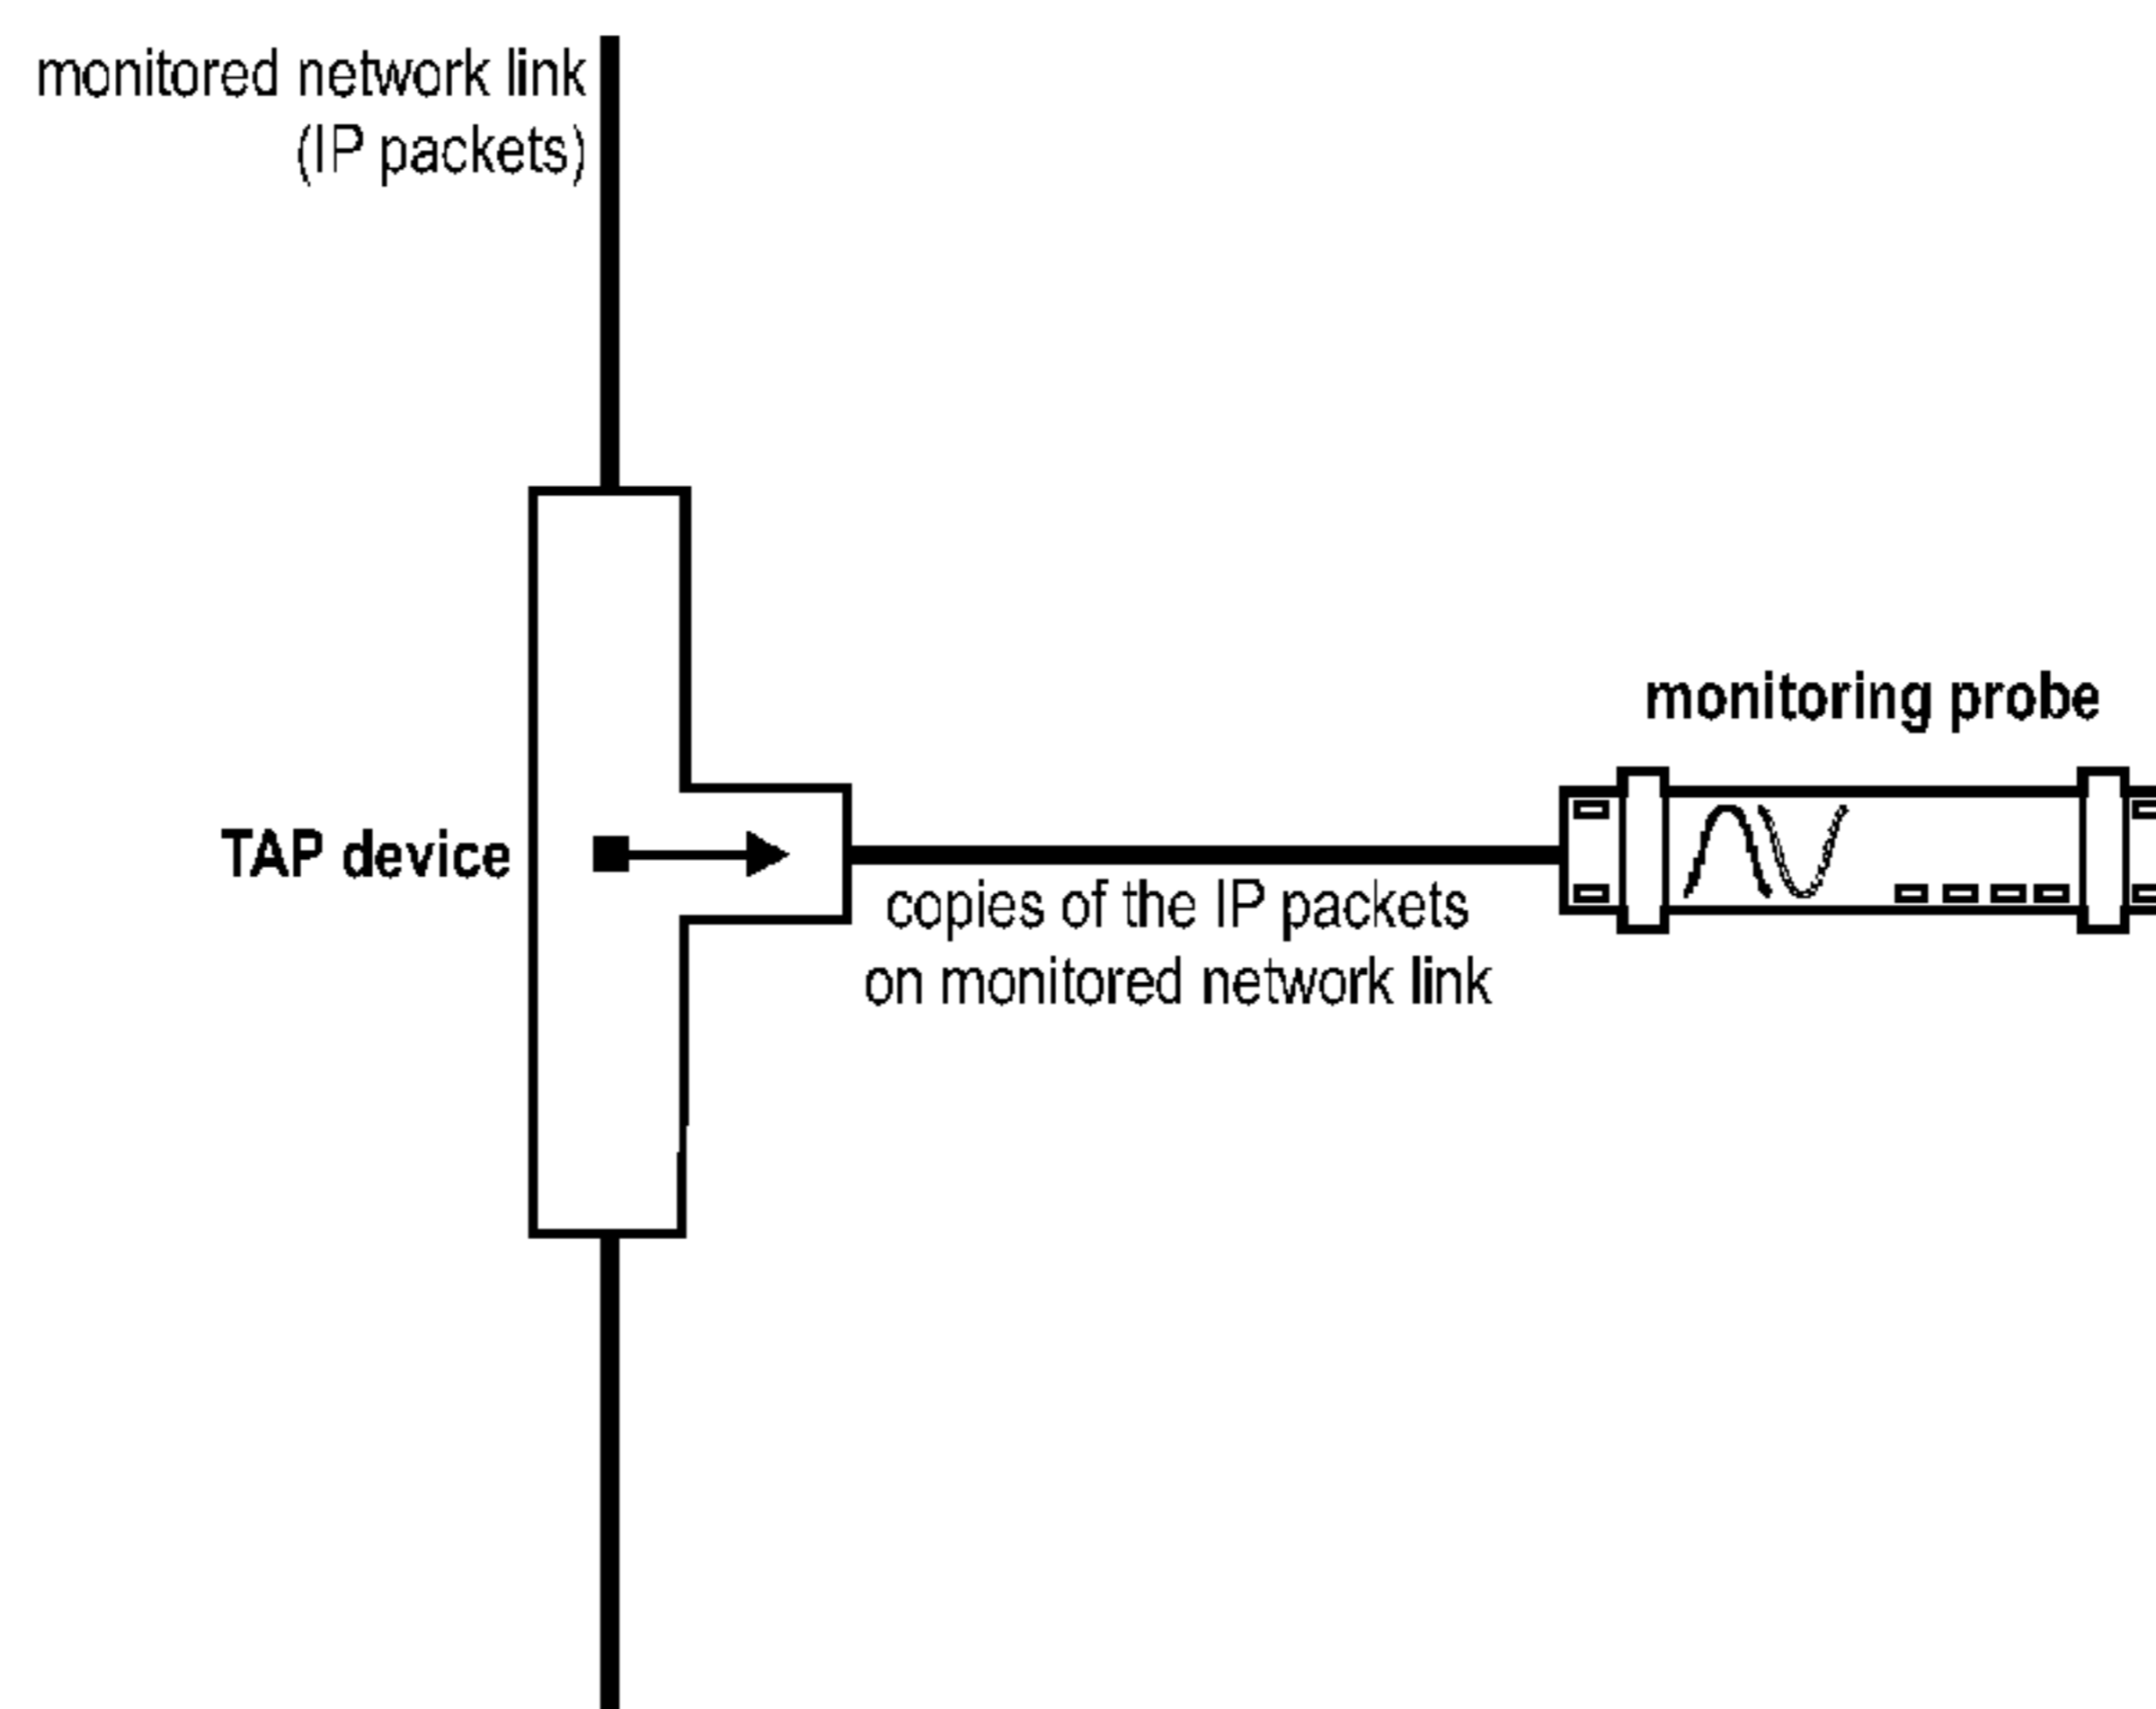 monitored network link
(IP packets)
monitoring probe
TAP device
copies of the IP packets
on monitored network link